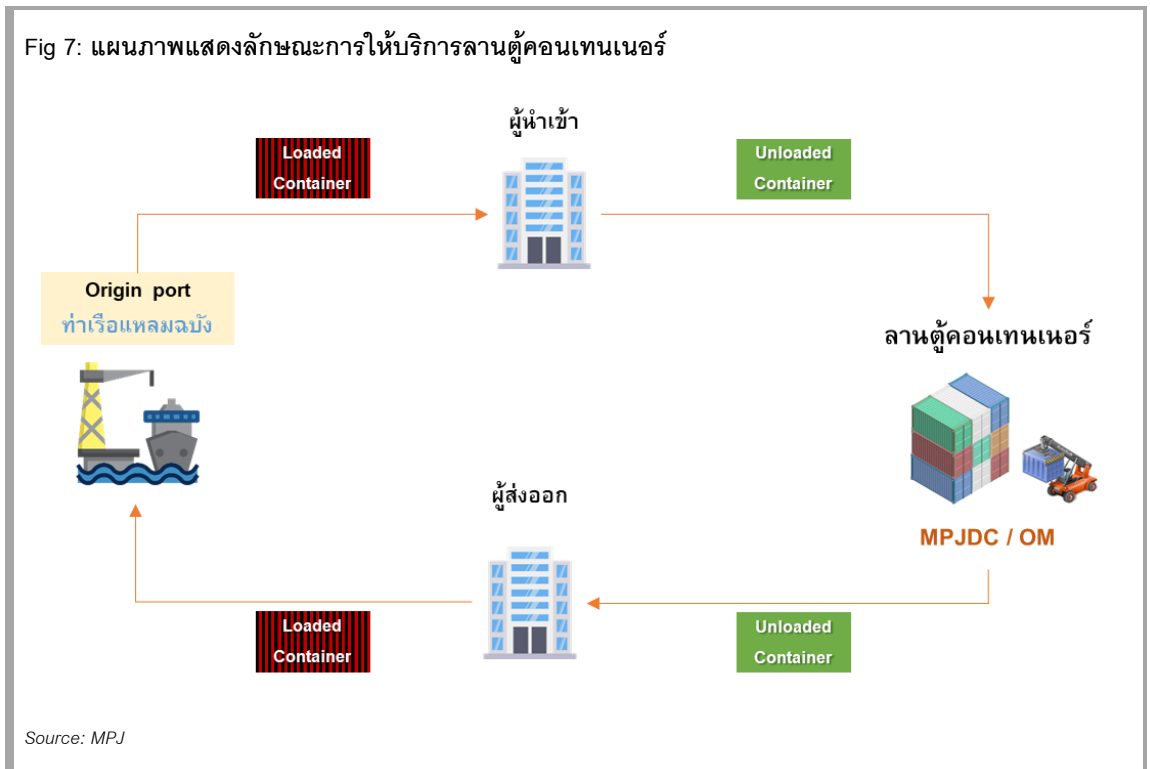 Fig 7: แผนภาพแสดงลักษณะการให้บริการลานตู้คอนเทนเนอร์
ผู้นำเข้า
Loaded
Container
Unloaded
Container
Origin port
ท่าเรือแหลมฉบัง
ลานตู้คอนเทนเนอร์
MPJDC / OM
ผู้ส่งออก
Loaded
Container
Unloaded
Container
Source: MPJ